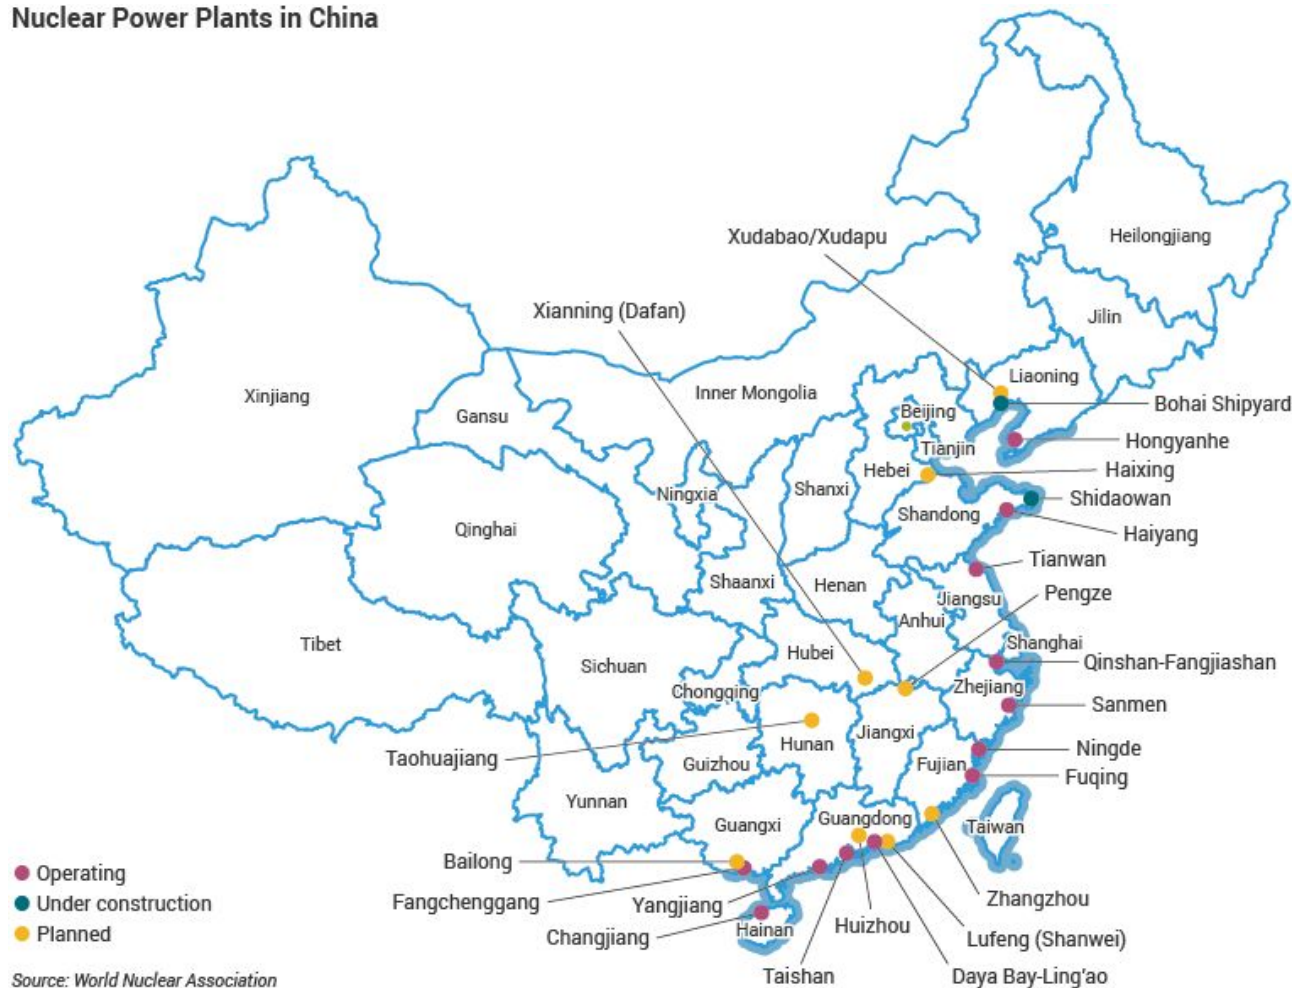 Nuclear Power Plants in China
Xudabao/Xudapu
Heilongjiang
Xianning (Dafan)
Jilin
Liaoning
Xinjiang
Inner Mongolia
Gansu
Beijing
Bohai Shipyard
Tianjin
Hongyanhe
Hebei
Haixing
Ningxia
Shanxi
Shidaowan
Qinghai
Shandong
Haiyang
Tianwan
Shaanxi
Henan
Pengze
Jiangsu
Anhui
Tibet
Shanghai
Hubei
Sichuan
Qinshan-Fangjiashan
Chongqing
Zhejiang
Sanmen
Jiangxi
Hunan
Ningde
Taohuajiang
Guizhou
Fujian
Fuqing
Yunnan
Guangxi
Guangdong
Taiwan
Bailong
Operating
Fangchenggang
Yangjiang
Zhangzhou
Under construction
Huizhou
Changjiang
Hainan
Lufeng (Shanwei)
Planned
Taishan
Daya Bay-Ling'ao
Source: World Nuclear Association